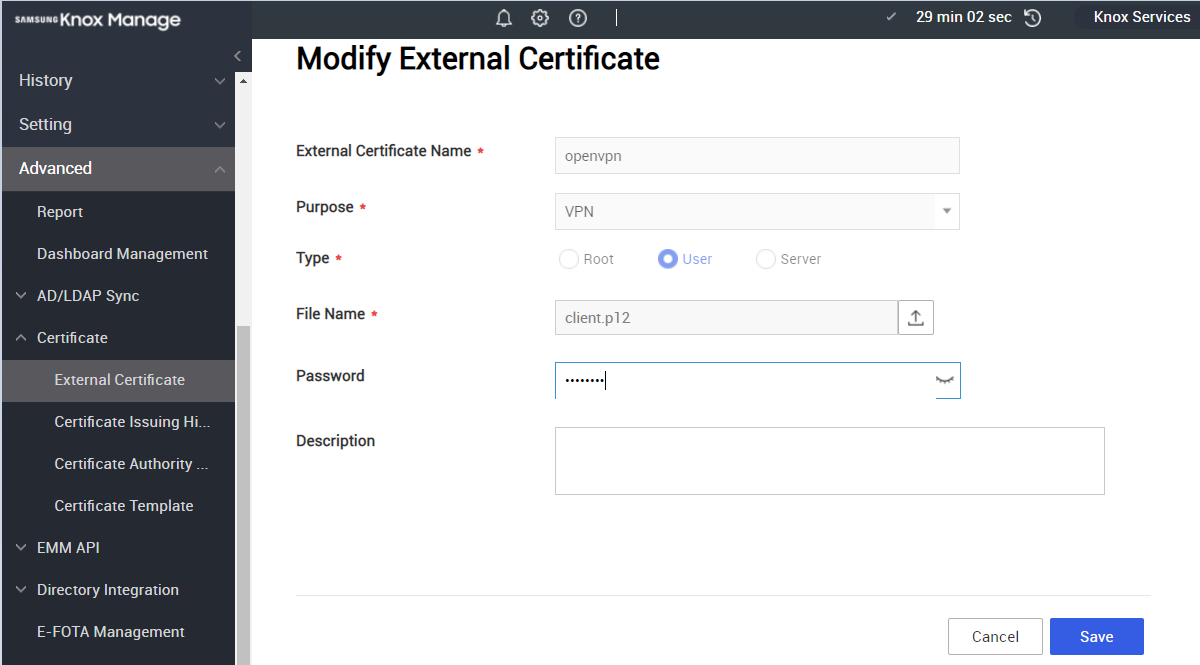 SAMSUNG Knox Manage
29 min 02 sec
Knox Services
History
Setting
Advanced
Report
Dashboard Management
AD/LDAP Sync
Certificate
External Certificate
Certificate Issuing Hi...
Certificate Authority ...
Certificate Template
EMM API
Directory Integration
E-FOTA Management
Modify External Certificate
External Certificate Name *
openvpn
Purpose *
VPN
Type *
Root User Server
File Name *
client.p12
Password
••••••••
Description
Cancel Save